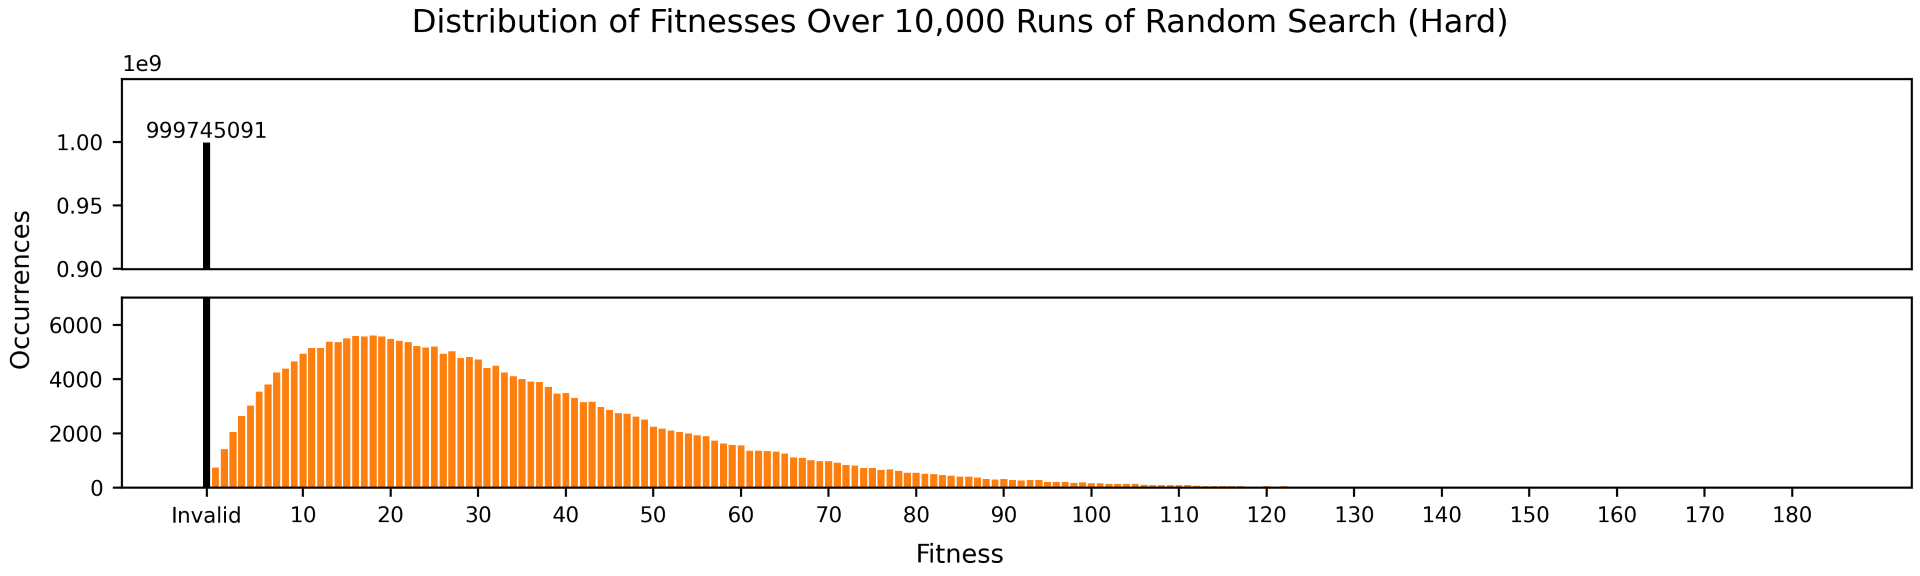 Distribution of Fitnesses Over 10,000 Runs of Random Search (Hard)
1e9
999745091
1.00
0.95
0.90
Occurrences
6000
4000
2000
0
Invalid 10 20 30 40 50 60 70 80 90 100 110 120 130 140 150 160 170 180
Fitness